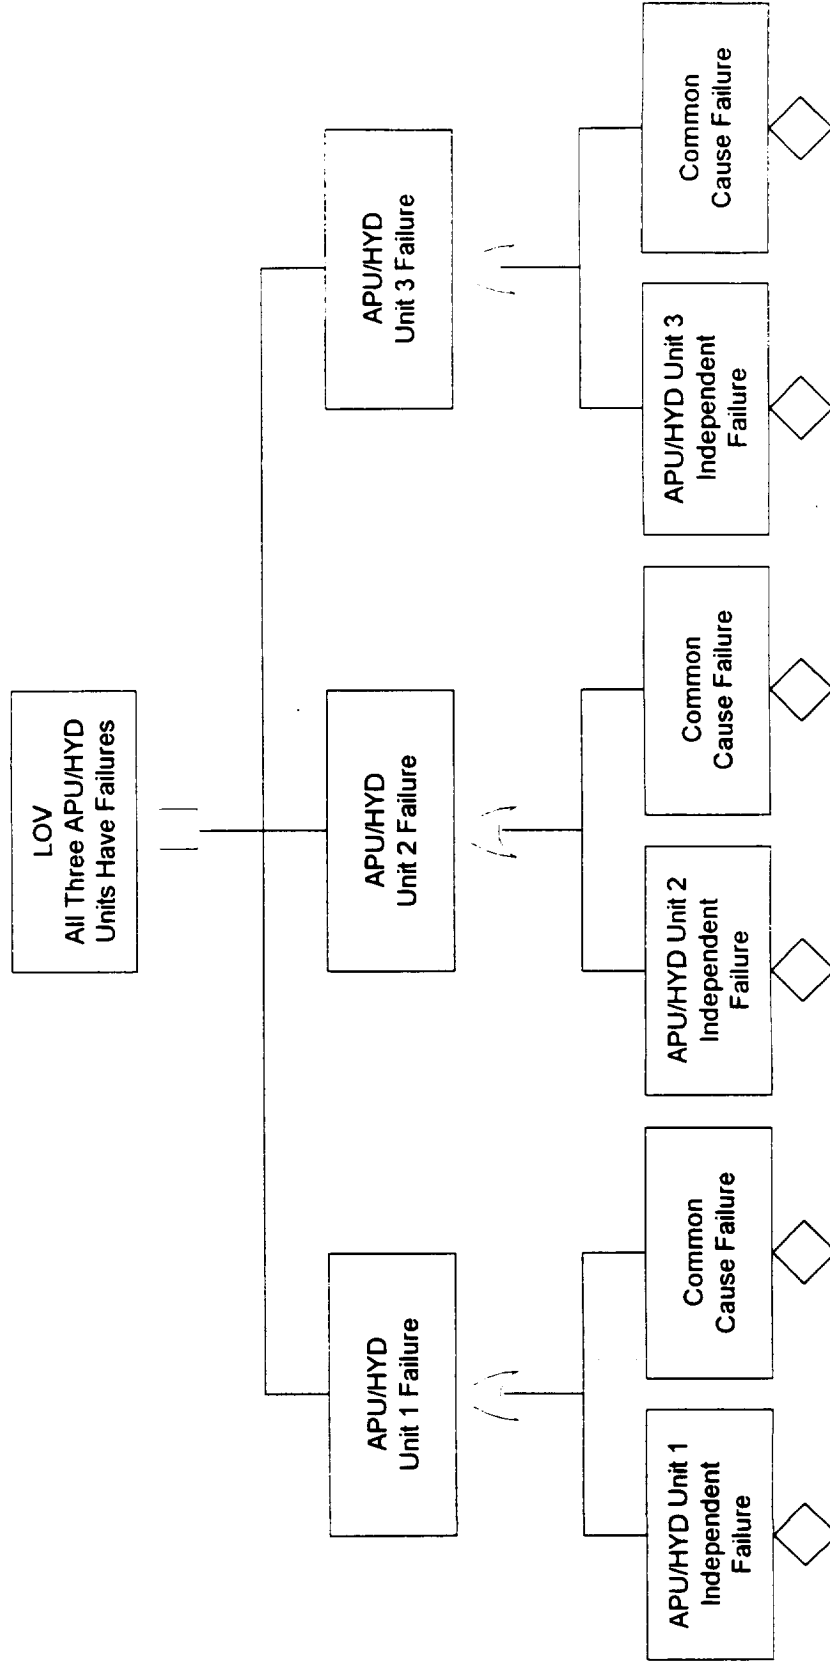 LOV
All Three APU/HYD
Units Have Failures
APU/HYD
Unit 1 Failure
APU/HYD
Unit 2 Failure
APU/HYD
Unit 3 Failure
APU/HYD Unit 1
Independent
Failure
Common
Cause Failure
APU/HYD Unit 2
Independent
Failure
Common
Cause Failure
APU/HYD Unit 3
Independent
Failure
Common
Cause Failure